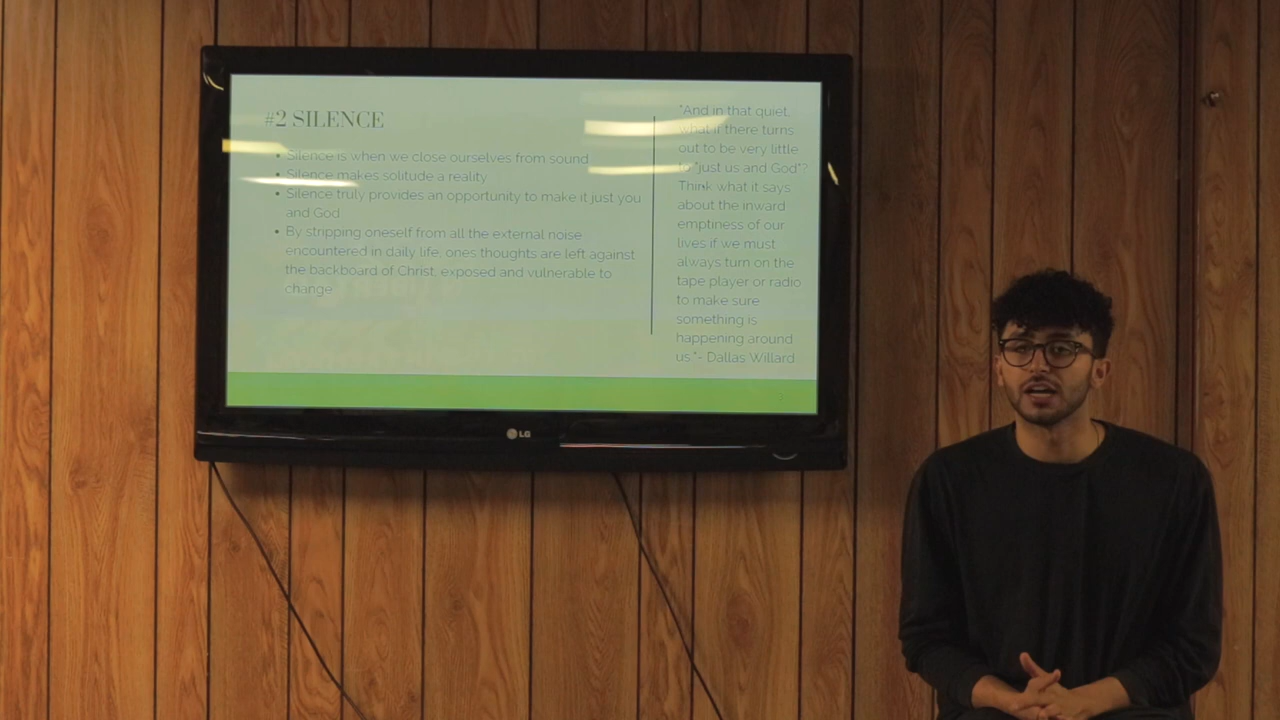 #2 SILENCE
• Silence is when we close ourselves from sound
• Silence makes solitude a reality
• Silence truly provides an opportunity to make it just you
and God
• By stripping oneself from all the external noise
encountered in daily life, ones thoughts are left against
the backboard of Christ, exposed and vulnerable to
change
"And in that quiet,
what if there turns
out to be very little
to "just us and God"?
Think what it says
about the inward
emptiness of our
lives if we must
always turn on the
tape player or radio
to make sure
something is
happening around
us."- Dallas Willard
3
LG